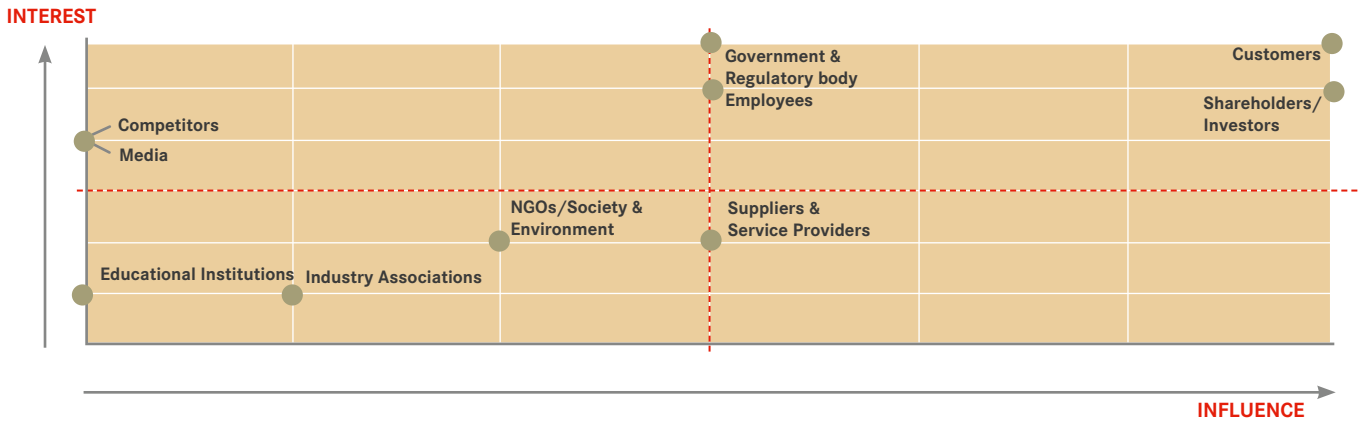 INTEREST
Government &
Regulatory body
Employees
Customers
Shareholders/
Investors
Competitors
Media
NGOs/Society &
Environment
Suppliers &
Service Providers
Educational Institutions
Industry Associations
INFLUENCE